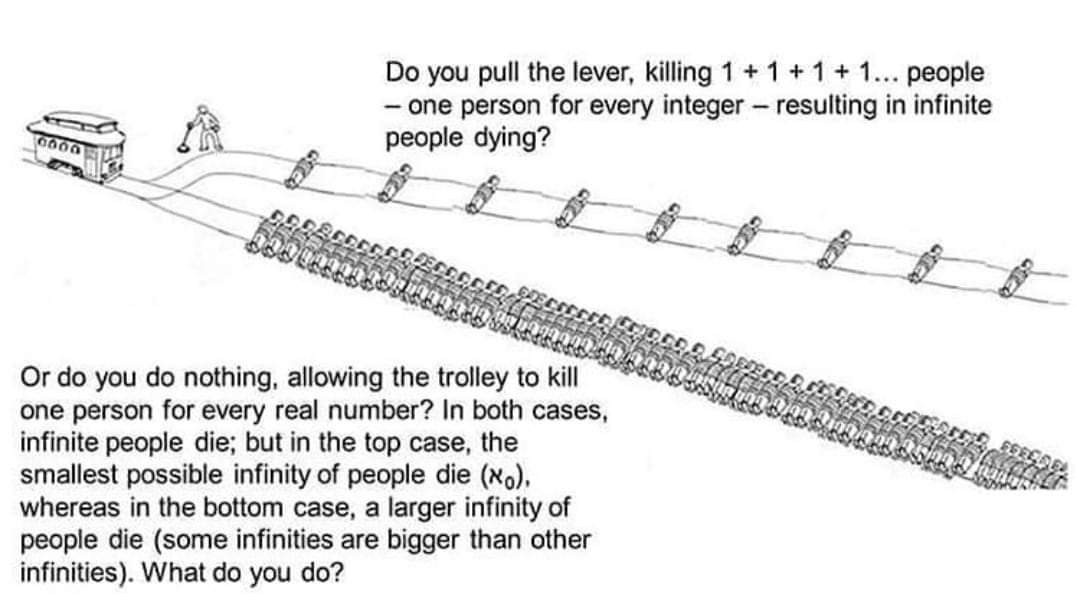 Do you pull the lever, killing 1 + 1 + 1 + 1... people
– one person for every integer – resulting in infinite
people dying?
Or do you do nothing, allowing the trolley to kill
one person for every real number? In both cases,
infinite people die; but in the top case, the
smallest possible infinity of people die (ℵ₀),
whereas in the bottom case, a larger infinity of
people die (some infinities are bigger than other
infinities). What do you do?